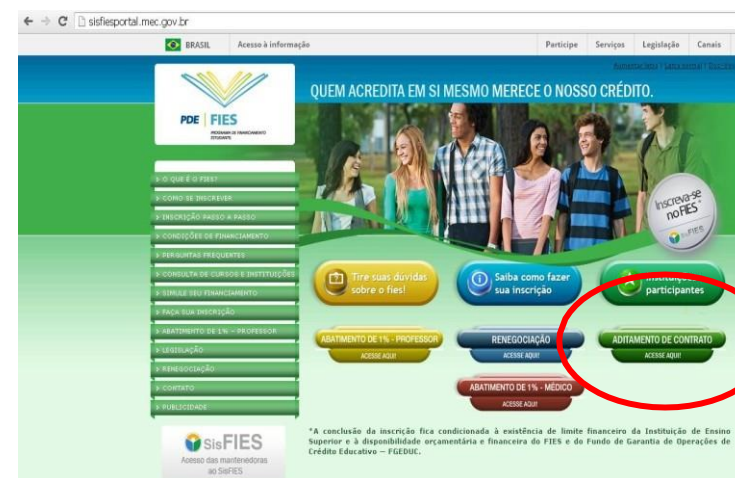 sisfiesportal.mec.gov.br
BRASIL Acesso à informação Participe Serviços Legislação Canais
QUEM ACREDITA EM SI MESMO MERECE O NOSSO CRÉDITO.
PDE FIES
PROGRAMA DE FINANCIAMENTO
ESTUDANTIL
> O QUE É O FIES?
> COMO SE INSCREVER
> INSCRIÇÃO PASSO A PASSO
> CONDIÇÕES DE FINANCIAMENTO
> PERGUNTAS FREQUENTES
> CONSULTA DE CURSOS E INSTITUIÇÕES
> SIMULE SEU FINANCIAMENTO
> FAÇA SUA INSCRIÇÃO
> ABATIMENTO DE 1% - PROFESSOR
> LEGISLAÇÃO
> RENEGOCIAÇÃO
> CONTATO
> PUBLICIDADE
Inscreva-se
no FIES
SisFIES
Tire suas dúvidas
sobre o fies!
Saiba como fazer
sua inscrição
Instituições
participantes
ABATIMENTO DE 1% - PROFESSOR
ACESSE AQUI!
RENEGOCIAÇÃO
ACESSE AQUI!
ADITAMENTO DE CONTRATO
ACESSE AQUI!
ABATIMENTO DE 1% - MÉDICO
ACESSE AQUI!
SisFIES
Acesso das mantenedoras
ao SisFIES
*A conclusão da inscrição fica condicionada à existência de limite financeiro da Instituição de Ensino
Superior e à disponibilidade orçamentária e financeira do FIES e do Fundo de Garantia de Operações de
Crédito Educativo – FGEDUC.